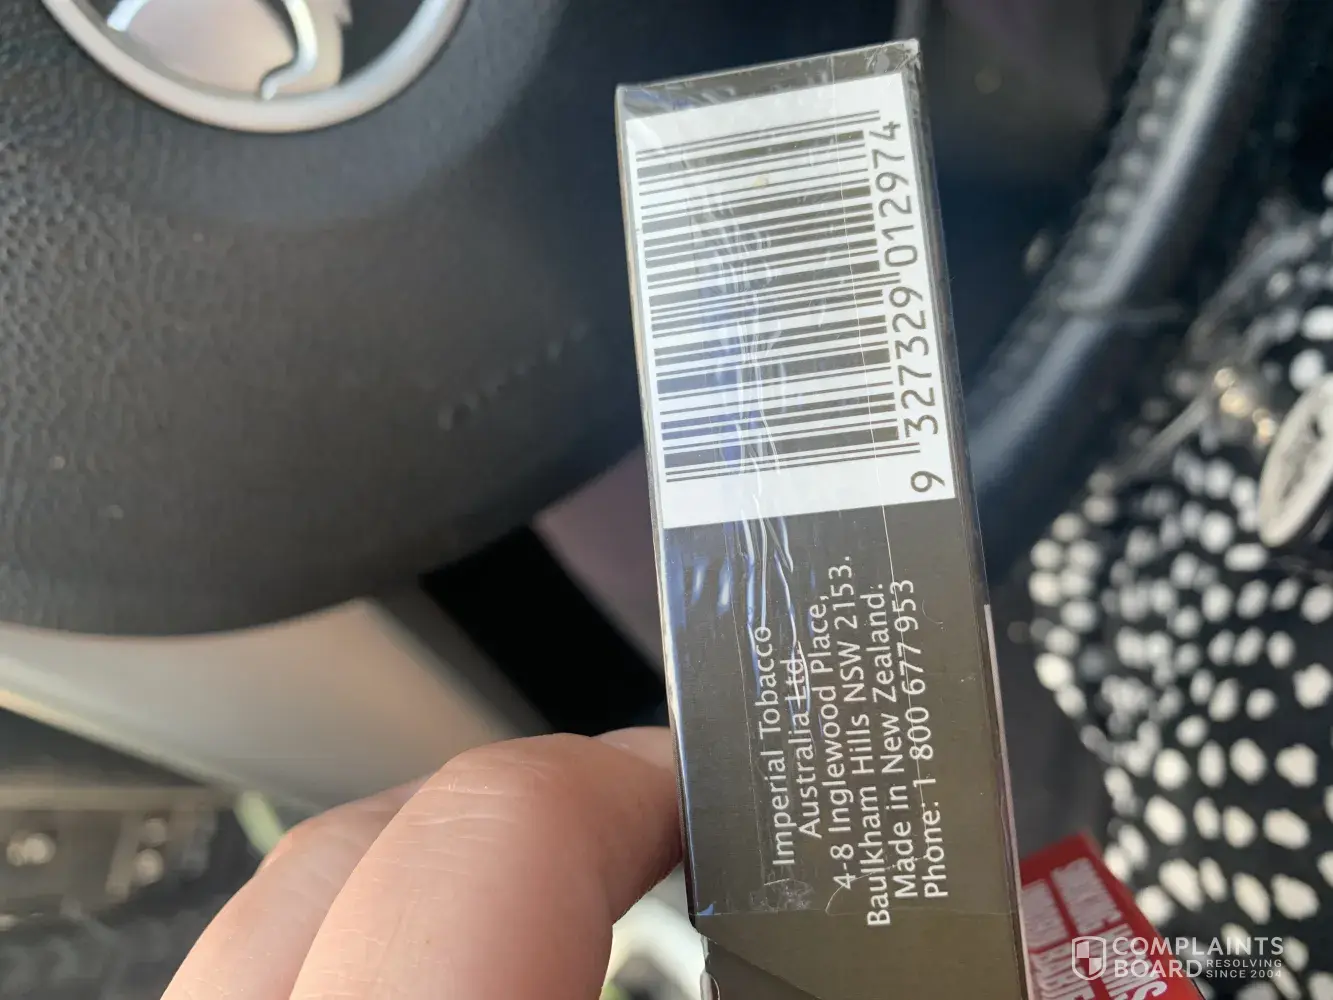 9 327329 012974
Imperial Tobacco
Australia Ltd.
4-8 Inglewood Place,
Baulkham Hills NSW 2153.
Made in New Zealand.
Phone: 1 800 677 953
SMOKING
COMPLAINTS
BOARD
RESOLVING
SINCE 2004